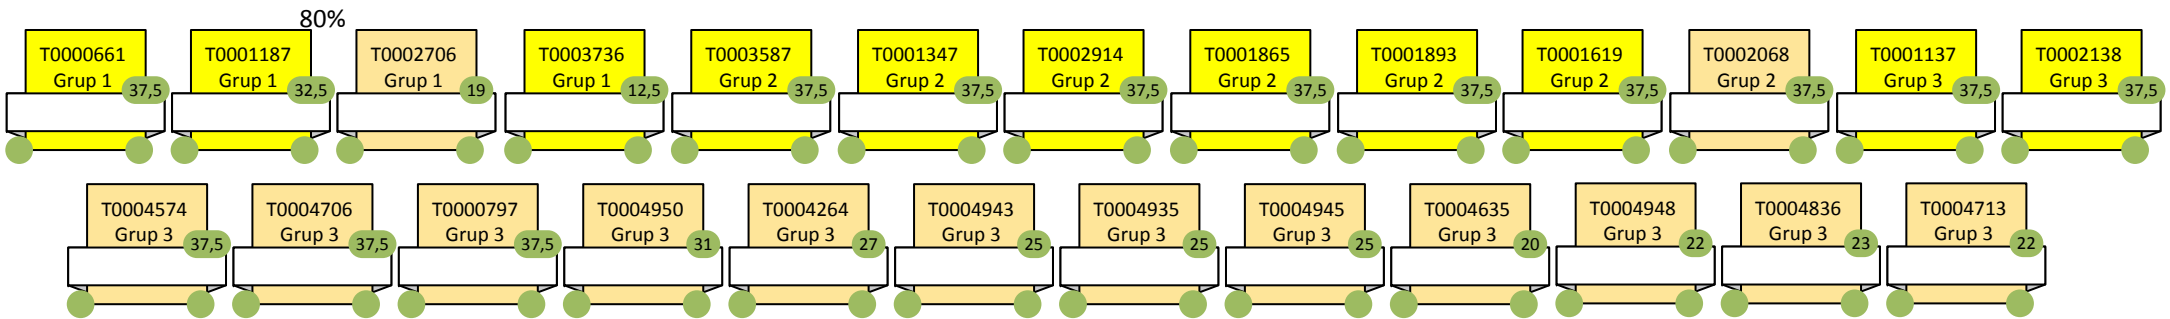 80%
T0000661
Grup 1
37,5
T0001187
Grup 1
32,5
T0002706
Grup 1
19
T0003736
Grup 1
12,5
T0003587
Grup 2
37,5
T0001347
Grup 2
37,5
T0002914
Grup 2
37,5
T0001865
Grup 2
37,5
T0001893
Grup 2
37,5
T0001619
Grup 2
37,5
T0002068
Grup 2
37,5
T0001137
Grup 3
37,5
T0002138
Grup 3
37,5
T0004574
Grup 3
37,5
T0004706
Grup 3
37,5
T0000797
Grup 3
37,5
T0004950
Grup 3
31
T0004264
Grup 3
27
T0004943
Grup 3
25
T0004935
Grup 3
25
T0004945
Grup 3
25
T0004635
Grup 3
20
T0004948
Grup 3
22
T0004836
Grup 3
23
T0004713
Grup 3
22